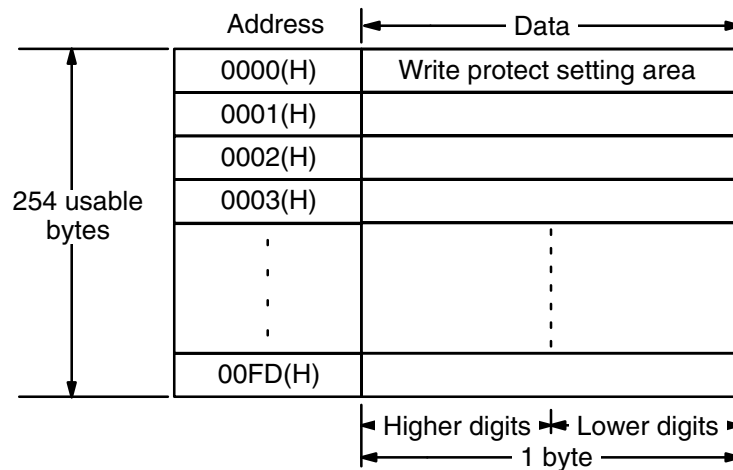 Address Data
0000(H) Write protect setting area
0001(H)
0002(H)
254 usable
bytes
0003(H)
00FD(H)
Higher digits Lower digits
1 byte